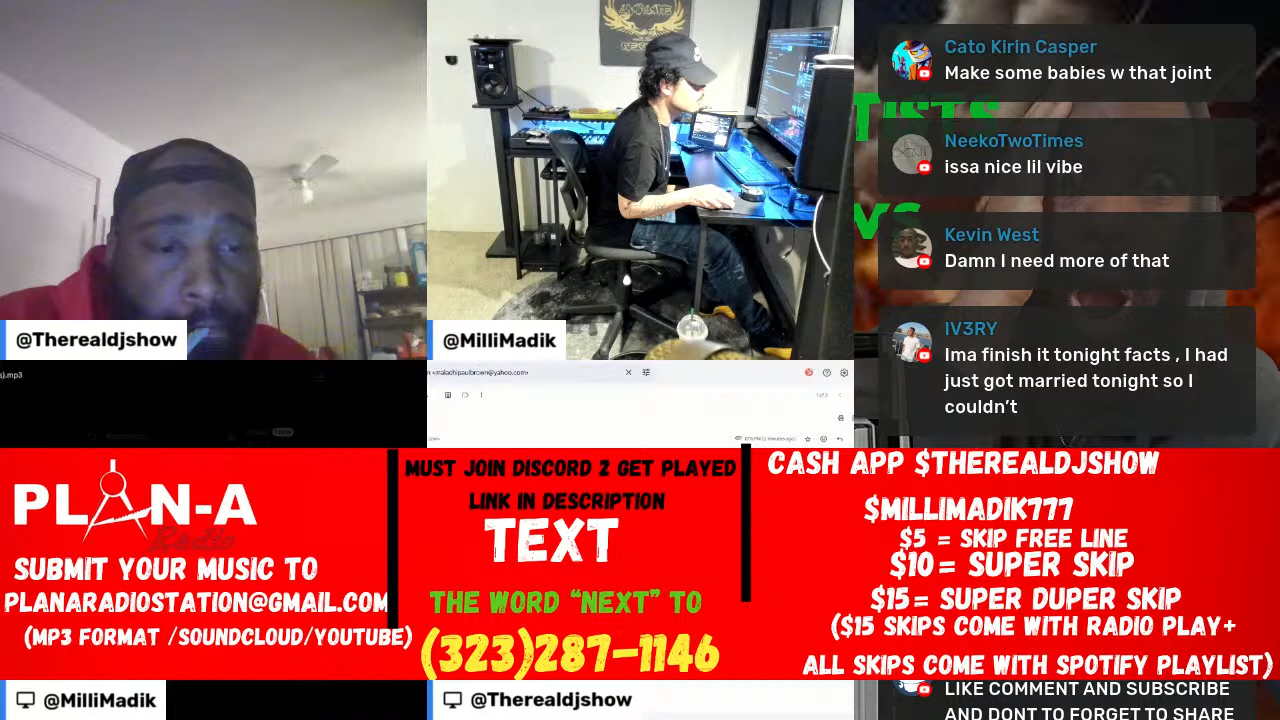 @Therealdjshow
@MilliMadik
Cato Kirin Casper
Make some babies w that joint
NeekoTwoTimes
issa nice lil vibe
Kevin West
Damn I need more of that
IV3RY
Ima finish it tonight facts , I had
just got married tonight so I
couldn't
.mp3
<malachipaulbrown@yahoo.com>
PLAN-A
Radio
SUBMIT YOUR MUSIC TO
PLANARADIOSTATION@GMAIL.COM
(MP3 FORMAT /SOUNDCLOUD/YOUTUBE)
MUST JOIN DISCORD 2 GET PLAYED
LINK IN DESCRIPTION
TEXT
THE WORD "NEXT" TO
(323)287-1146
CASH APP $THEREALDJSHOW
$MILLIMADIK777
$5 = SKIP FREE LINE
$10 = SUPER SKIP
$15 = SUPER DUPER SKIP
($15 SKIPS COME WITH RADIO PLAY+
ALL SKIPS COME WITH SPOTIFY PLAYLIST)
@MilliMadik
@Therealdjshow
LIKE COMMENT AND SUBSCRIBE
AND DONT TO FORGET TO SHARE